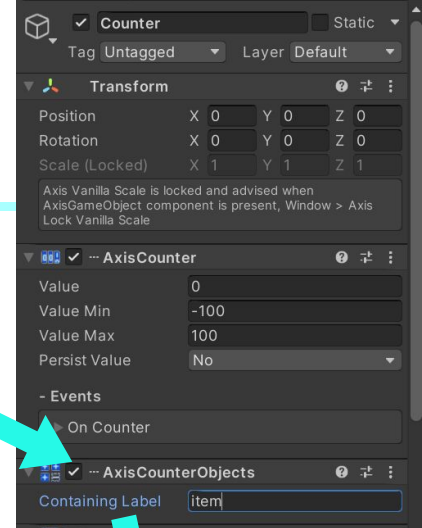 Counter Static
Tag Untagged Layer Default
Transform
Position X 0 Y 0 Z 0
Rotation X 0 Y 0 Z 0
Scale (Locked) X 1 Y 1 Z 1
Axis Vanilla Scale is locked and advised when
AxisGameObject component is present, Window > Axis
Lock Vanilla Scale
AxisCounter
Value 0
Value Min -100
Value Max 100
Persist Value No
- Events
On Counter
AxisCounterObjects
Containing Label item